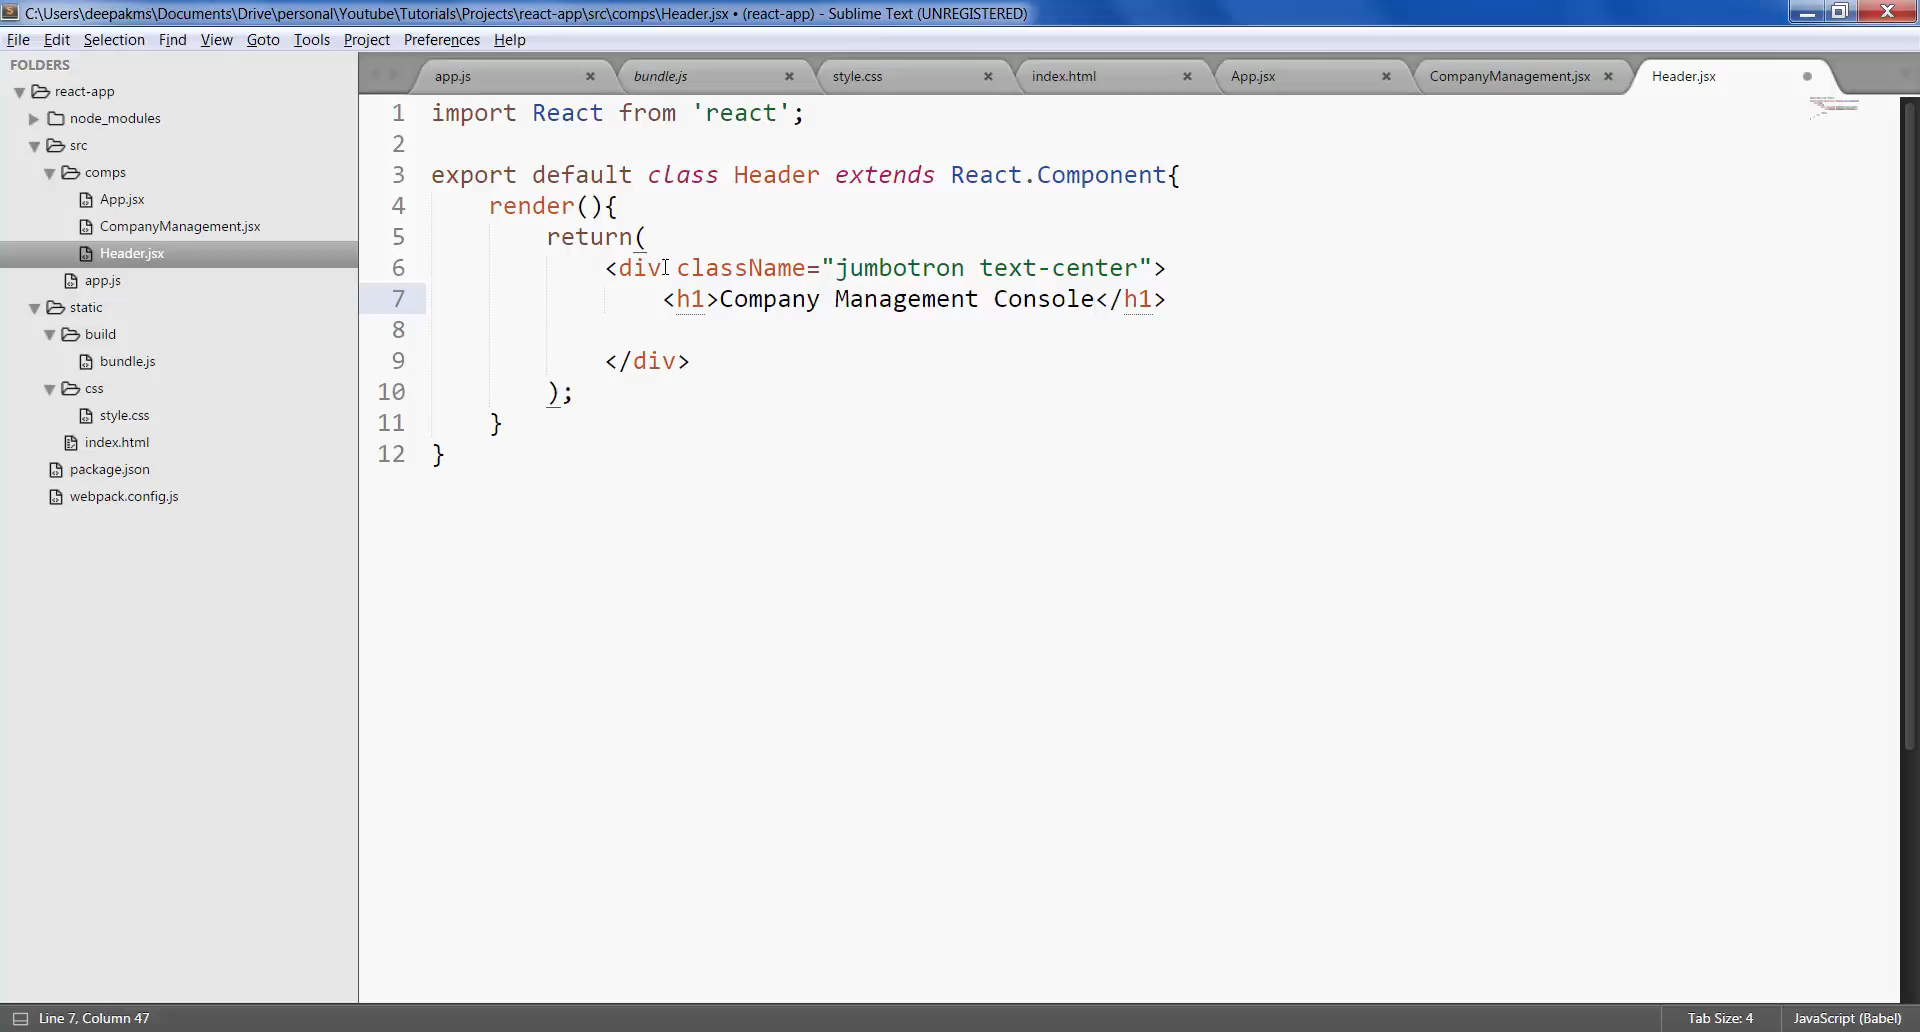 C:\Users\deepakms\Documents\Drive\personal\Youtube\Tutorials\Projects\react-app\src\comps\Header.jsx • (react-app) - Sublime Text (UNREGISTERED)
File Edit Selection Find View Goto Tools Project Preferences Help
FOLDERS
react-app
node_modules
src
comps
App.jsx
CompanyManagement.jsx
Header.jsx
app.js
static
build
bundle.js
css
style.css
index.html
package.json
webpack.config.js
app.js bundle.js style.css index.html App.jsx CompanyManagement.jsx Header.jsx
1 import React from 'react';
2
3 export default class Header extends React.Component{
4 render(){
5 return(
6 <div className="jumbotron text-center">
7 <h1>Company Management Console</h1>
8
9 </div>
10 );
11 }
12 }
Line 7, Column 47 Tab Size: 4 JavaScript (Babel)